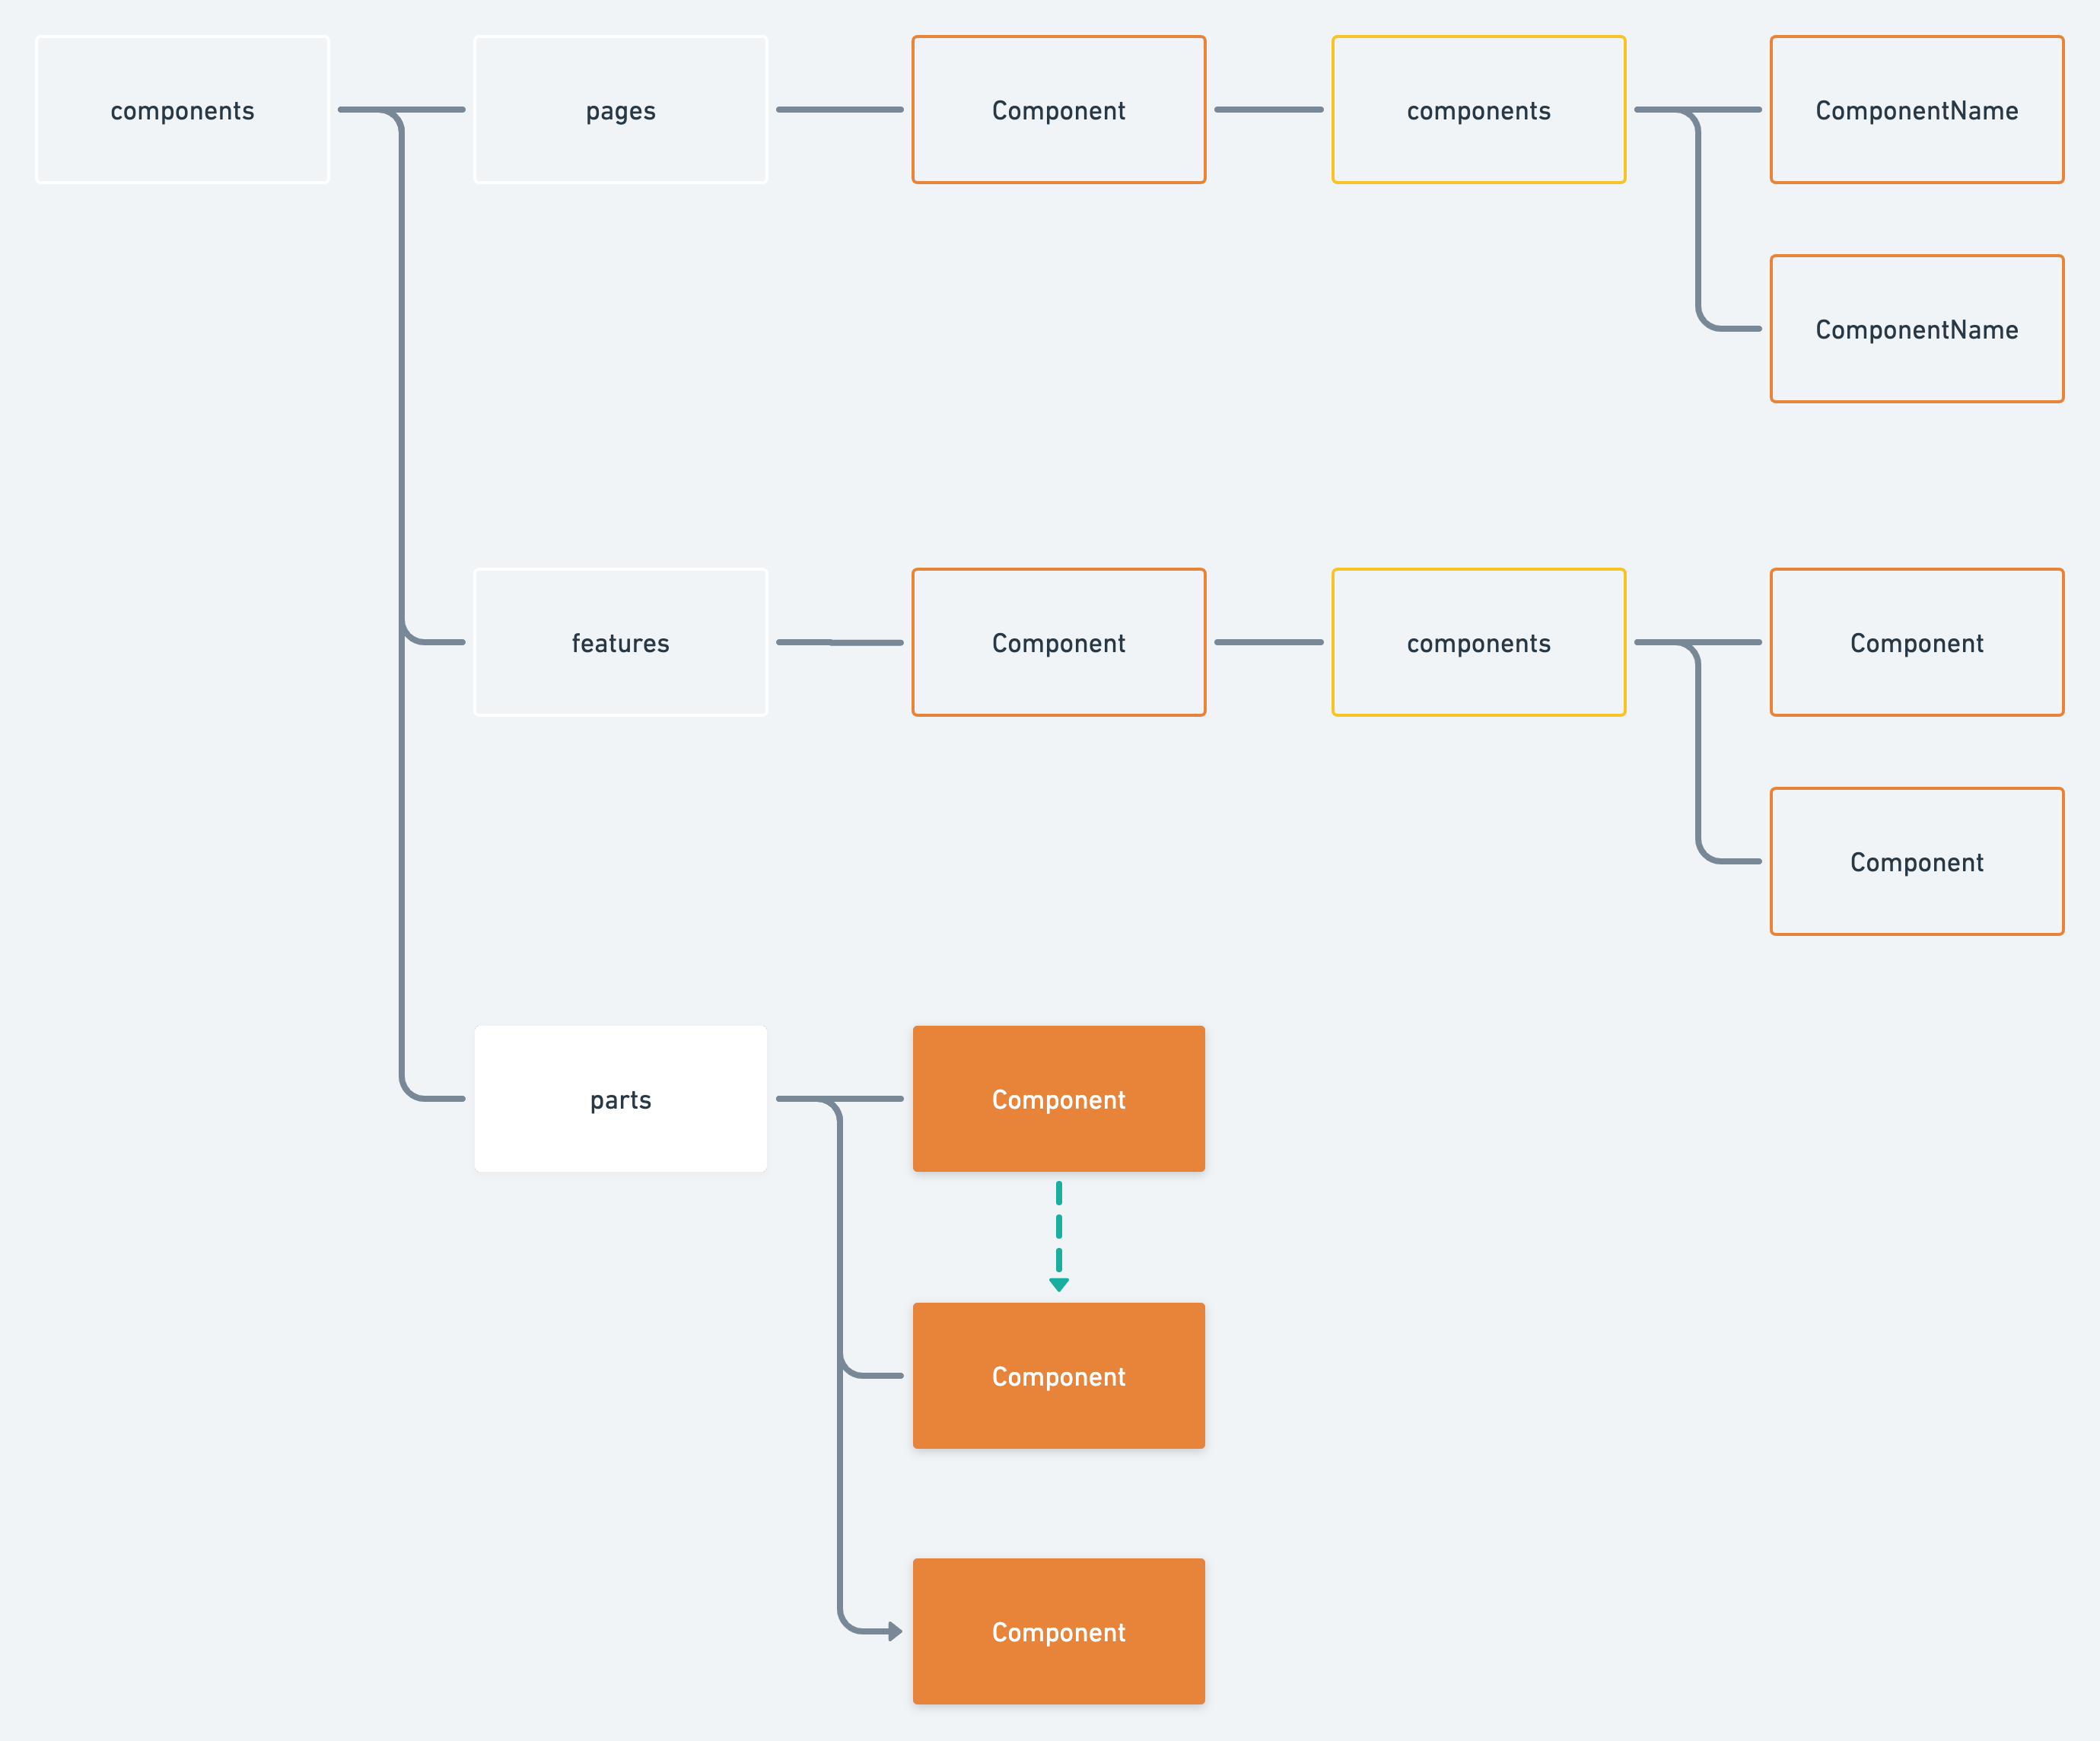 components
pages
Component
components
ComponentName
ComponentName
features
Component
components
Component
Component
parts
Component
Component
Component